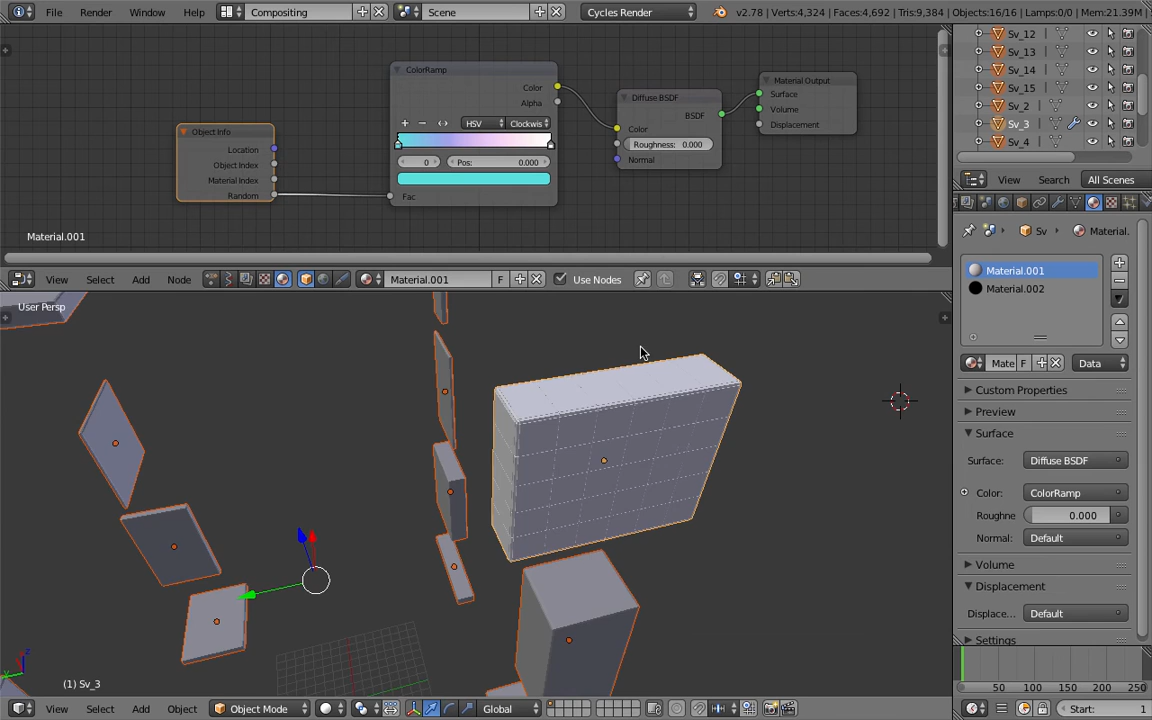 File Render Window Help Compositing Scene Cycles Render v2.78 | Verts:4,324 | Faces:4,692 | Tris:9,384 | Objects:16/16 | Lamps:0/0 | Mem:21.39M
Sv_12
Sv_13
Sv_14
Sv_15
Sv_2
Sv_3
Sv_4
View Search All Scenes
Object Info
Location
Object Index
Material Index
Random
ColorRamp
Color
Alpha
HSV Clockwis
0 Pos: 0.000
Fac
Diffuse BSDF
BSDF
Color
Roughness: 0.000
Normal
Material Output
Surface
Volume
Displacement
Material.001
View Select Add Node Material.001 F Use Nodes
Sv Material.
Material.001
Material.002
Mate F Data
Custom Properties
Preview
Surface
Surface: Diffuse BSDF
Color: ColorRamp
Roughne 0.000
Normal: Default
Volume
Displacement
Displace... Default
Settings
User Persp
(1) Sv_3
View Select Add Object Object Mode Global
50 100 150 200 250
Start: 1